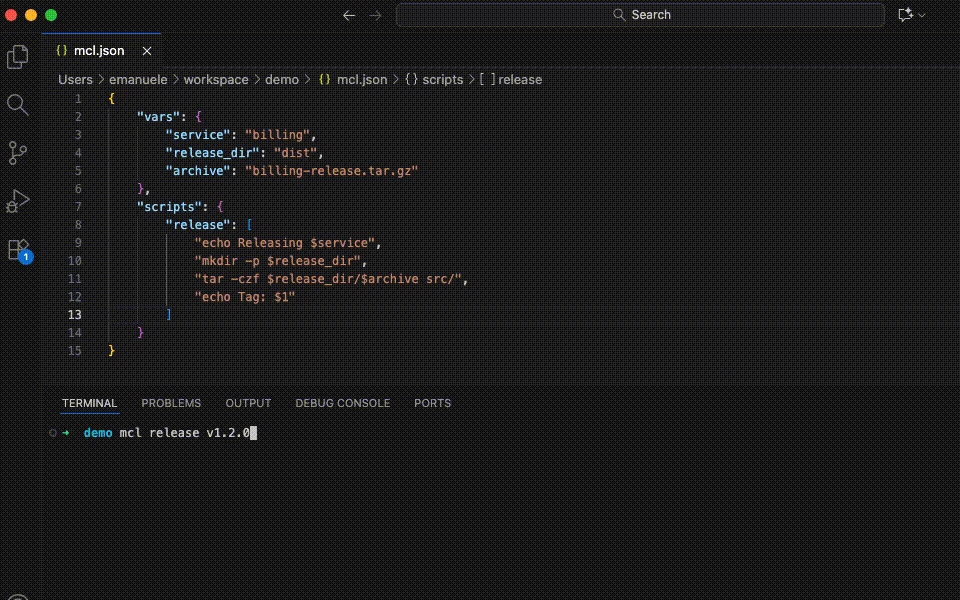 Search
{} mcl.json
Users > emanuele > workspace > demo > {} mcl.json > {} scripts > [ ] release
1 {
2 "vars": {
3 "service": "billing",
4 "release_dir": "dist",
5 "archive": "billing-release.tar.gz"
6 },
7 "scripts": {
8 "release": [
9 "echo Releasing $service",
10 "mkdir -p $release_dir",
11 "tar -czf $release_dir/$archive src/",
12 "echo Tag: $1"
13 ]
14 }
15 }
1
TERMINAL PROBLEMS OUTPUT DEBUG CONSOLE PORTS
➜ demo mcl release v1.2.0